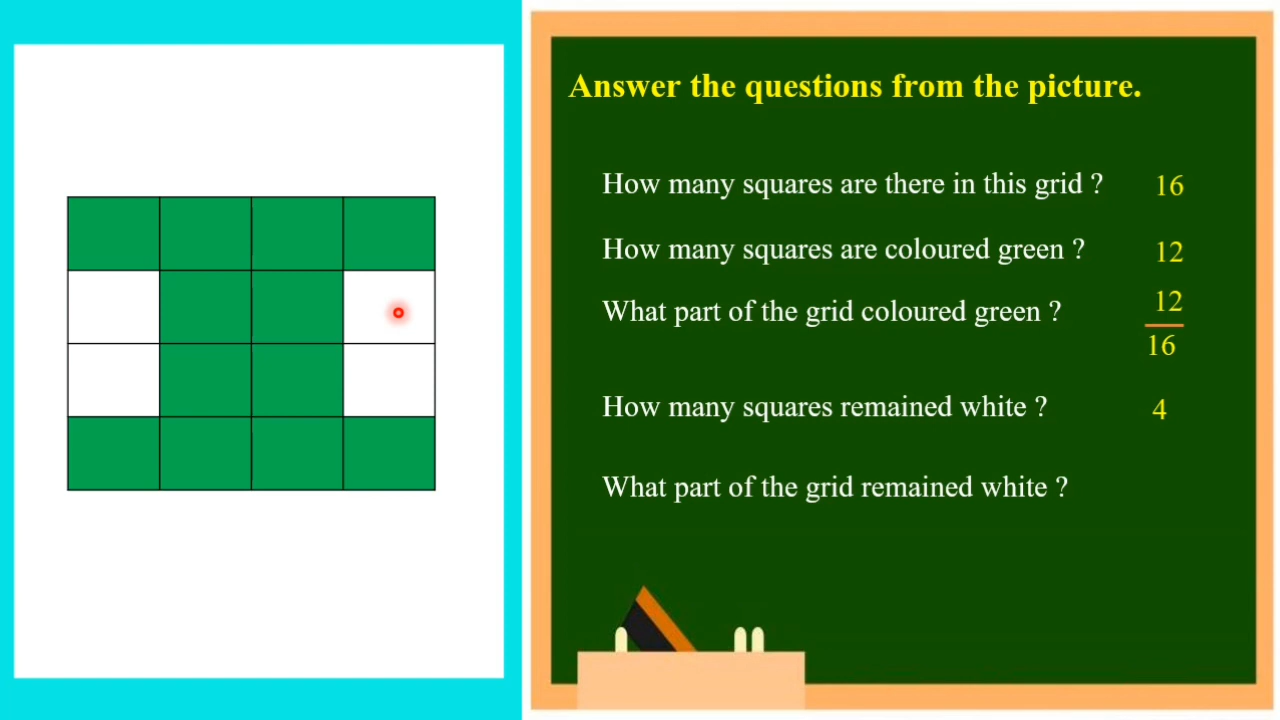 Answer the questions from the picture.
How many squares are there in this grid ? 16
How many squares are coloured green ? 12
What part of the grid coloured green ? 12
16
How many squares remained white ? 4
What part of the grid remained white ?